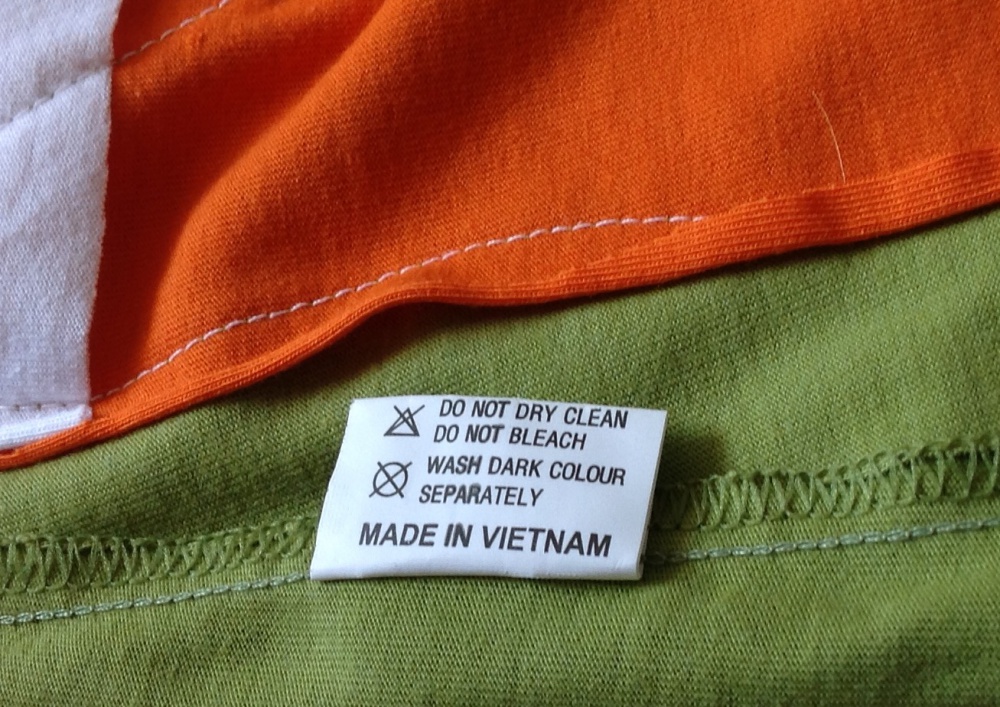 DO NOT DRY CLEAN
DO NOT BLEACH
WASH DARK COLOUR
SEPARATELY
MADE IN VIETNAM